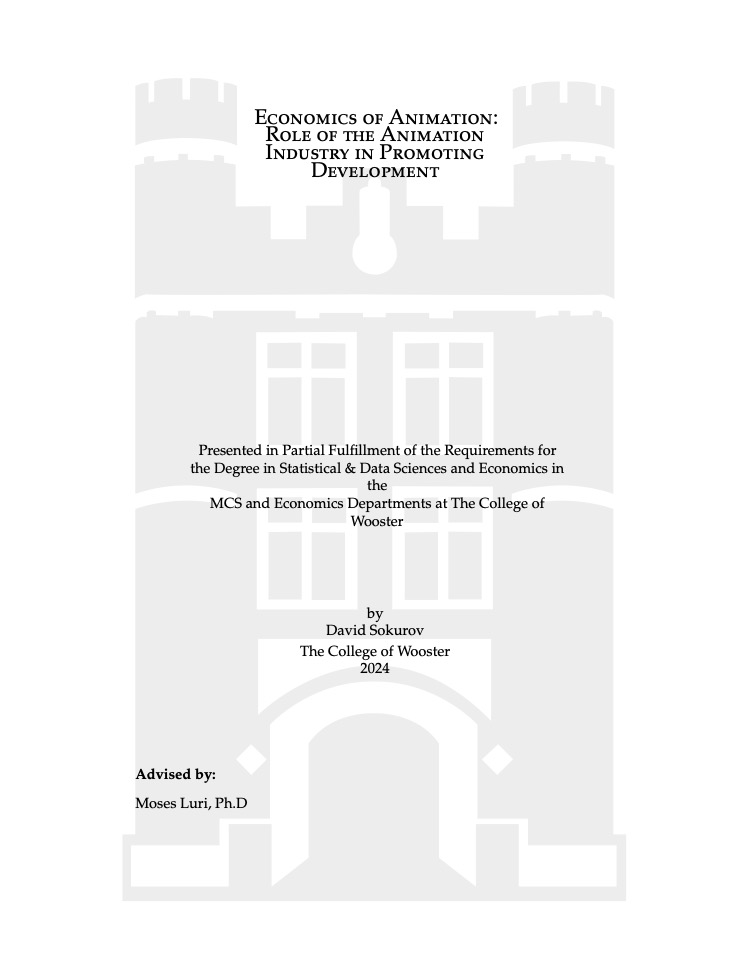 Economics of Animation:
Role of the Animation
Industry in Promoting
Development
Presented in Partial Fulfillment of the Requirements for
the Degree in Statistical & Data Sciences and Economics in
the
MCS and Economics Departments at The College of
Wooster
by
David Sokurov
The College of Wooster
2024
Advised by:
Moses Luri, Ph.D